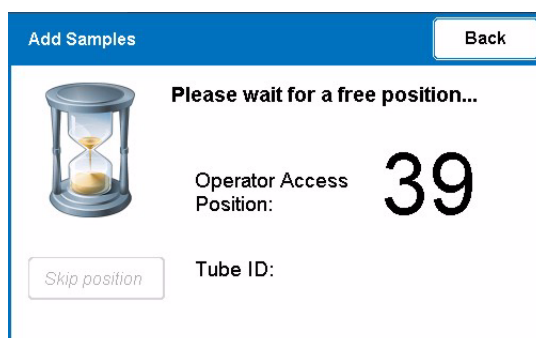 Add Samples
Back
Please wait for a free position...
Operator Access
Position:
39
Skip position
Tube ID: